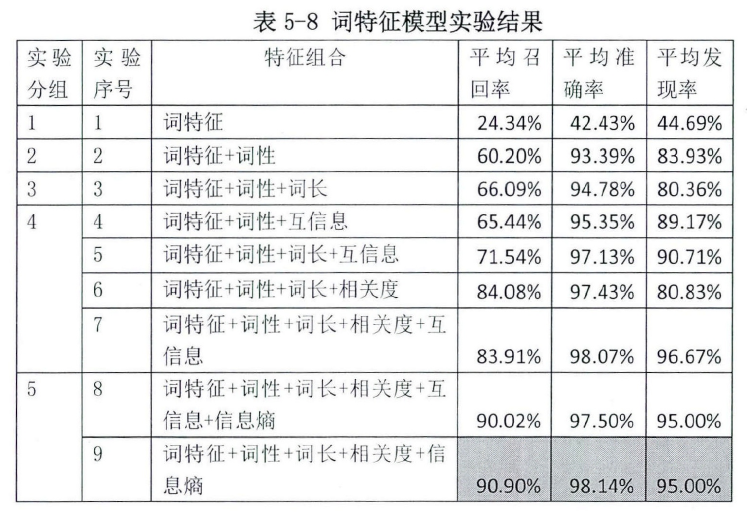 表 5-8 词特征模型实验结果
实验 实验 特征组合 平均召 平均准 平均发
分组 序号 回率 确率 现率
1 1 词特征 24.34% 42.43% 44.69%
2 2 词特征+词性 60.20% 93.39% 83.93%
3 3 词特征+词性+词长 66.09% 94.78% 80.36%
4 4 词特征+词性+互信息 65.44% 95.35% 89.17%
5 词特征+词性+词长+互信息 71.54% 97.13% 90.71%
6 词特征+词性+词长+相关度 84.08% 97.43% 80.83%
7 词特征+词性+词长+相关度+互
信息 83.91% 98.07% 96.67%
5 8 词特征+词性+词长+相关度+互
信息+信息熵 90.02% 97.50% 95.00%
9 词特征+词性+词长+相关度+信
息熵 90.90% 98.14% 95.00%